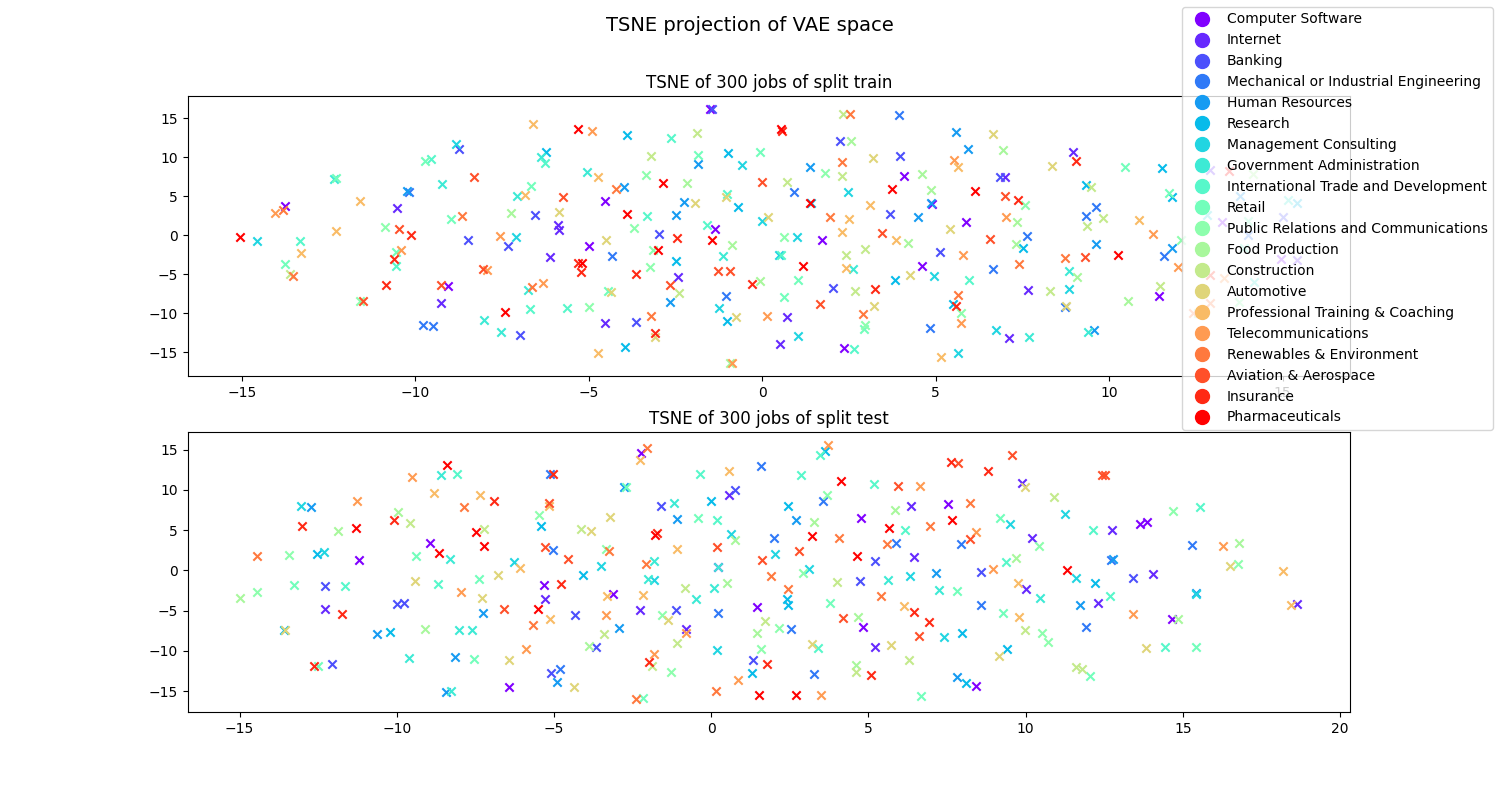 TSNE projection of VAE space
TSNE of 300 jobs of split train
15
10
5
0
−5
−10
−15
−15
−10
−5
0
5
10
15
Computer Software
Internet
Banking
Mechanical or Industrial Engineering
Human Resources
Research
Management Consulting
Government Administration
International Trade and Development
Retail
Public Relations and Communications
Food Production
Construction
Automotive
Professional Training & Coaching
Telecommunications
Renewables & Environment
Aviation & Aerospace
Insurance
Pharmaceuticals
TSNE of 300 jobs of split test
15
10
5
0
−5
−10
−15
−15
−10
−5
0
5
10
15
20